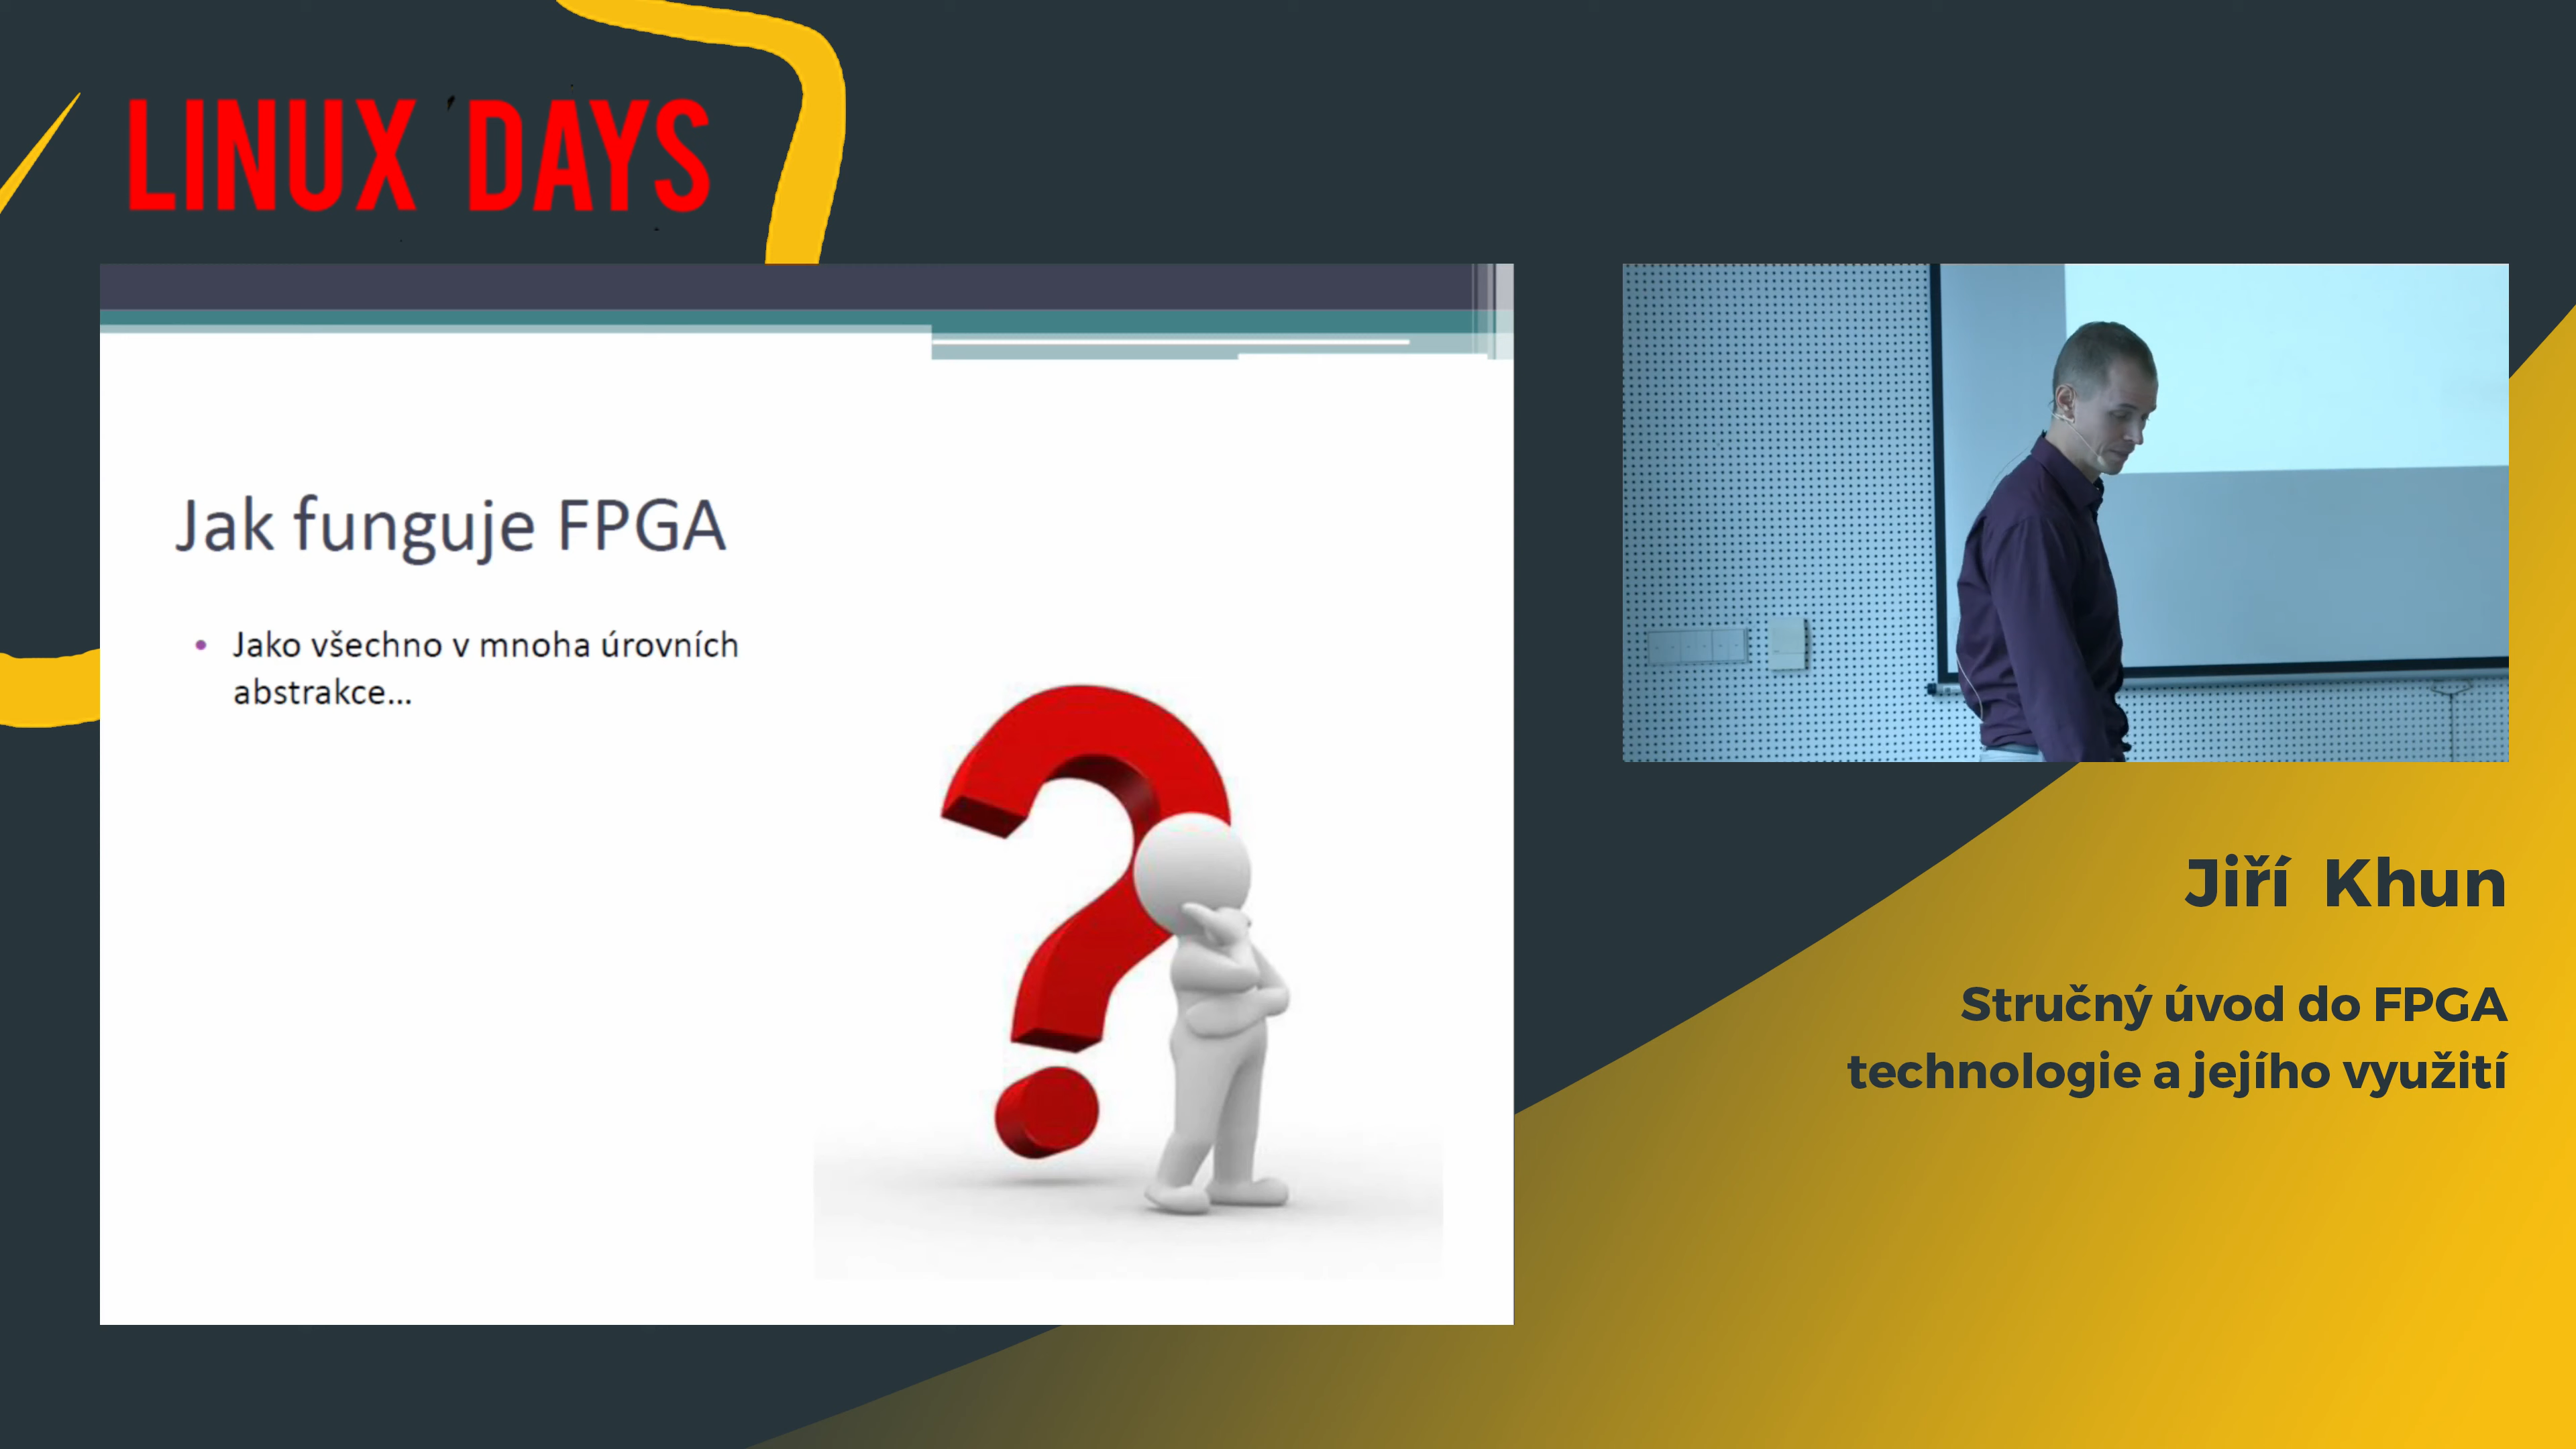 LINUX DAYS
Jak funguje FPGA
• Jako všechno v mnoha úrovních
abstrakce...
Jiří Khun
Stručný úvod do FPGA
technologie a jejího využití